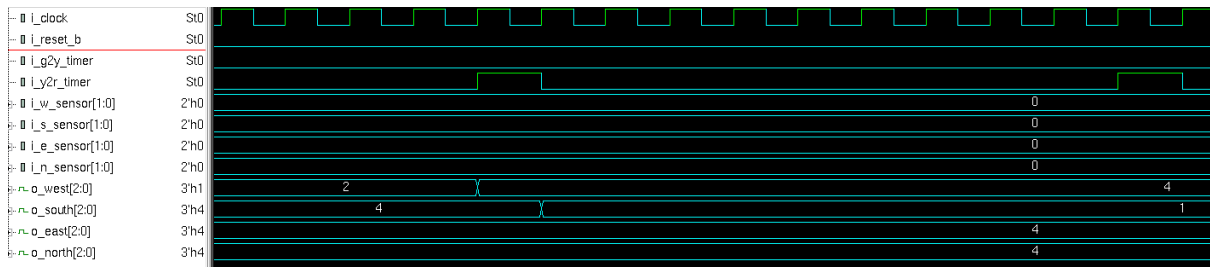 i_clock St0
i_reset_b St0
i_g2y_timer St0
i_y2r_timer St0
i_w_sensor[1:0] 2'h0 0
i_s_sensor[1:0] 2'h0 0
i_e_sensor[1:0] 2'h0 0
i_n_sensor[1:0] 2'h0 0
o_west[2:0] 3'h1 2 4
o_south[2:0] 3'h4 4 1
o_east[2:0] 3'h4 4
o_north[2:0] 3'h4 4